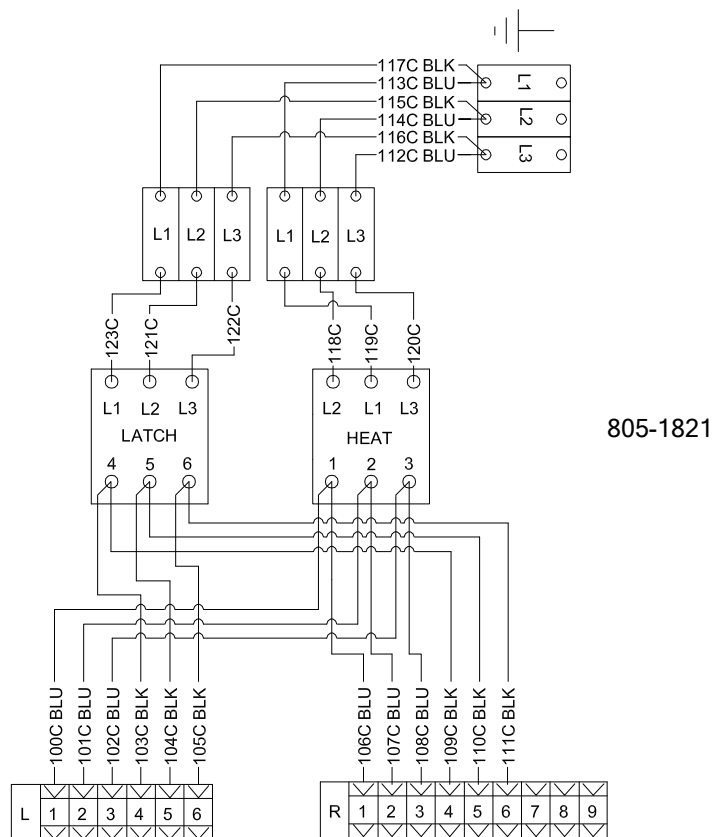 117C BLK
113C BLU
115C BLK
114C BLU
116C BLK
112C BLU
L1
L2
L3
L1 L2 L3
L1 L2 L3
123C
121C
122C
118C
119C
120C
L1 L2 L3
LATCH
4 5 6
L2 L1 L3
HEAT
1 2 3
805-1821
100C BLU
101C BLU
102C BLU
103C BLK
104C BLK
105C BLK
106C BLU
107C BLU
108C BLU
109C BLK
110C BLK
111C BLK
L 1 2 3 4 5 6
R 1 2 3 4 5 6 7 8 9